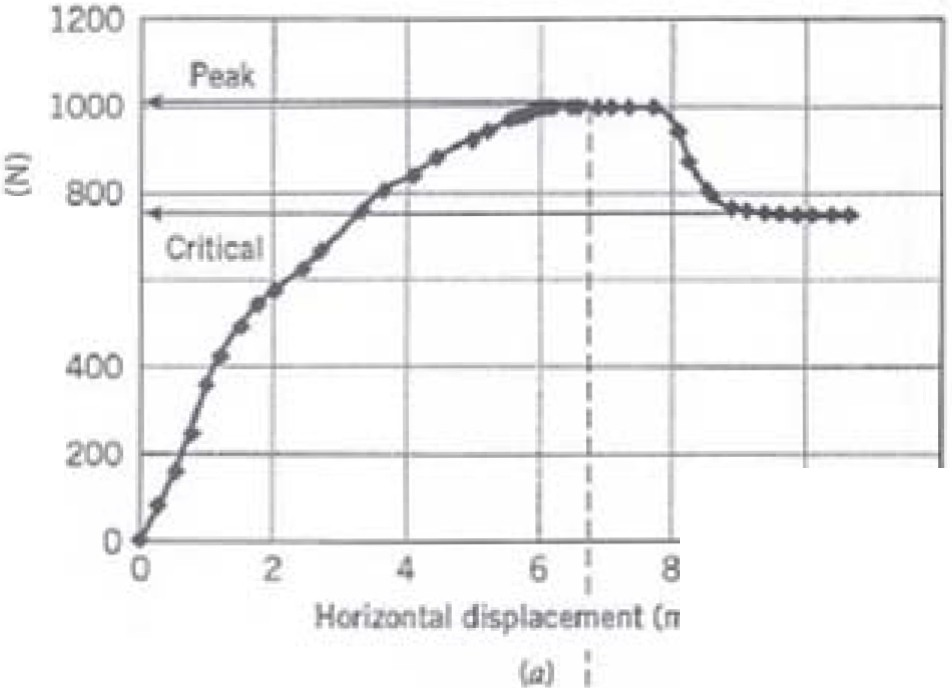 1200
Peak
1000
(N)
800
Critical
400
200
0
0 2 4 6 8
Horizontal displacement (m
(a)